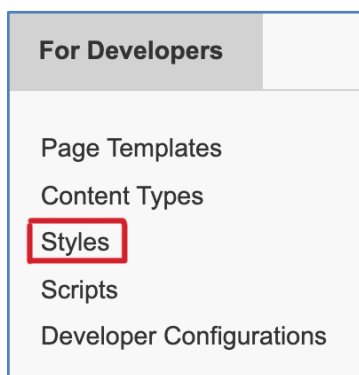 For Developers
Page Templates
Content Types
Styles
Scripts
Developer Configurations